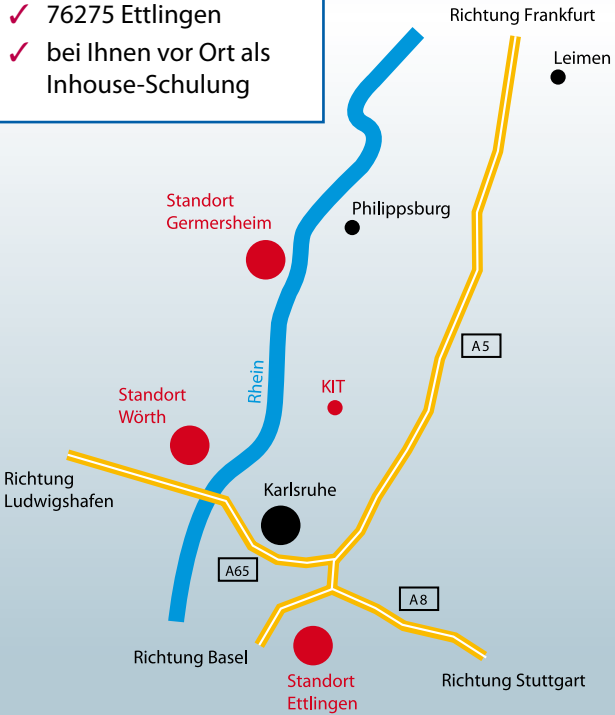 ✓ 76275 Ettlingen
✓ bei Ihnen vor Ort als
Inhouse-Schulung
Richtung Frankfurt
Leimen
Standort
Germersheim
Philippsburg
A5
Rhein
KIT
Standort
Wörth
Richtung
Ludwigshafen
Karlsruhe
A65
A8
Richtung Basel
Standort
Ettlingen
Richtung Stuttgart